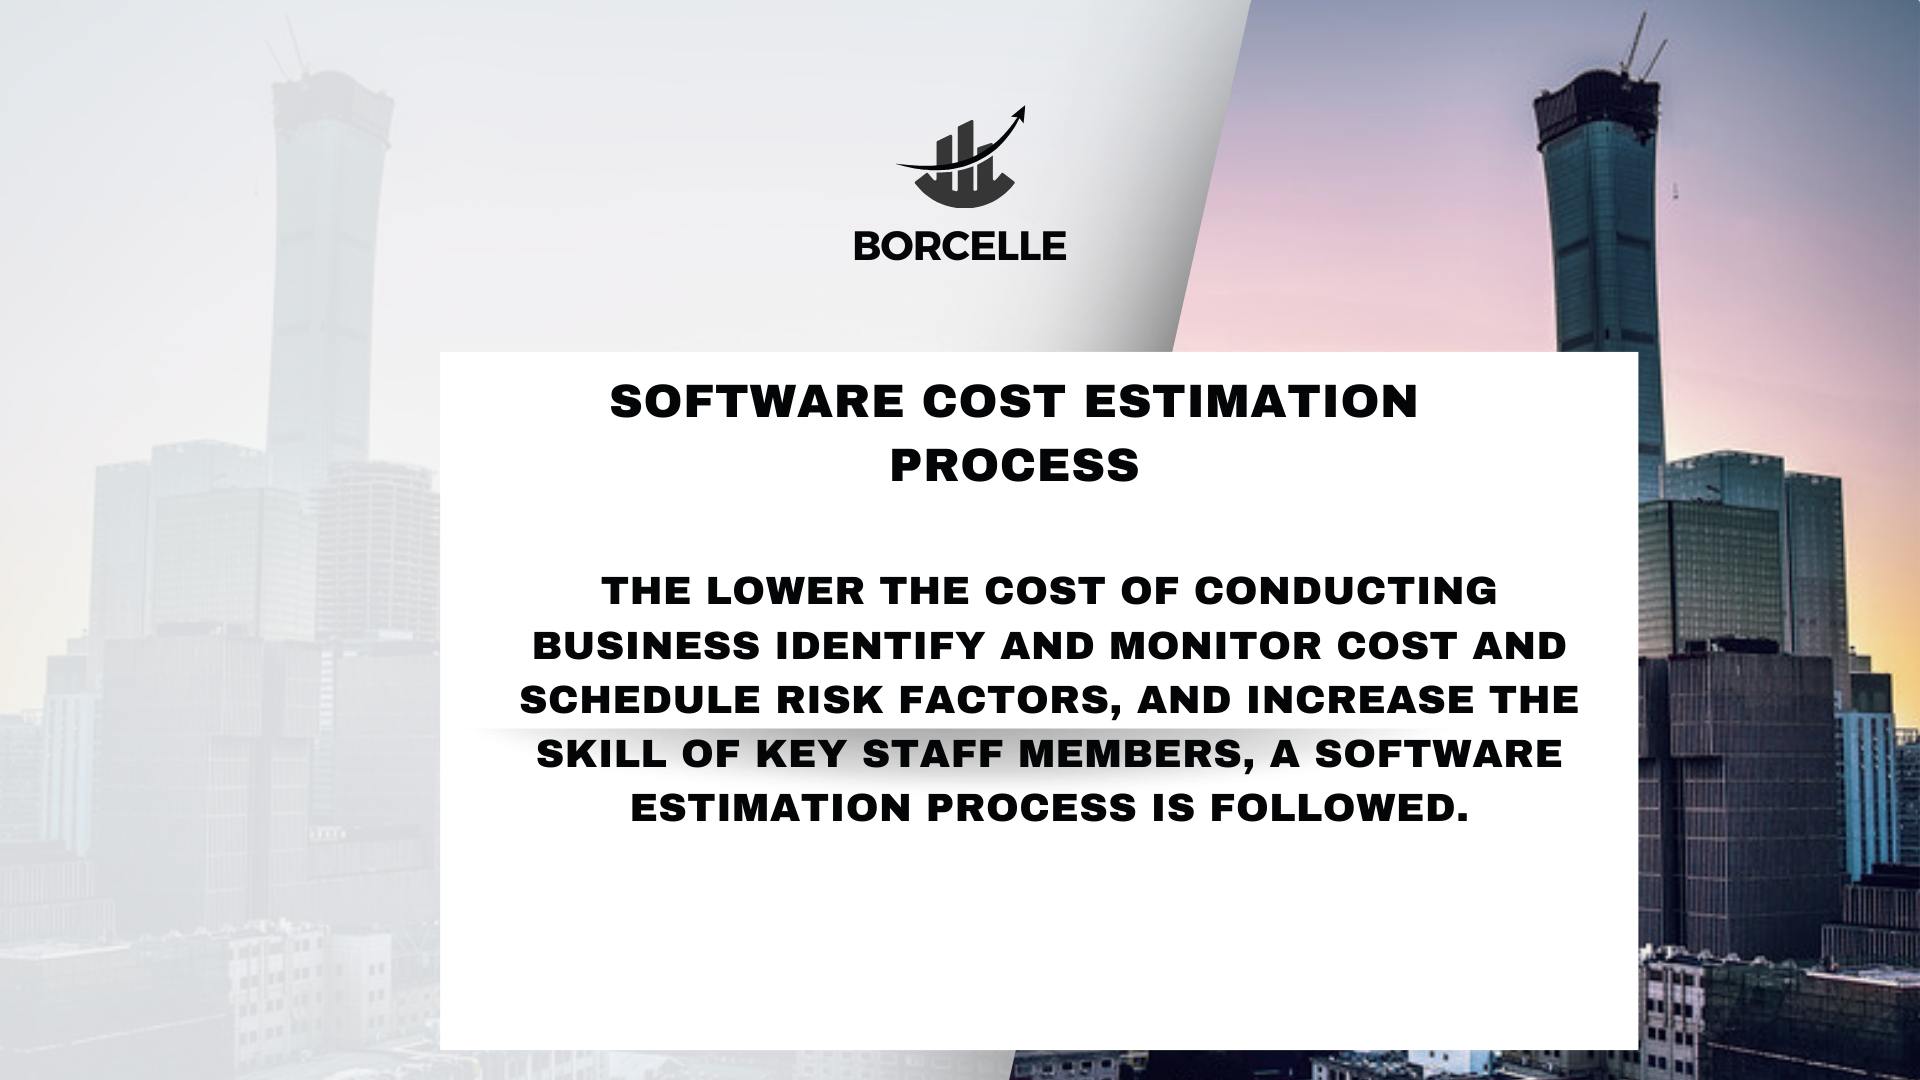 BORCELLE
SOFTWARE COST ESTIMATION
PROCESS
THE LOWER THE COST OF CONDUCTING
BUSINESS IDENTIFY AND MONITOR COST AND
SCHEDULE RISK FACTORS, AND INCREASE THE
SKILL OF KEY STAFF MEMBERS, A SOFTWARE
ESTIMATION PROCESS IS FOLLOWED.